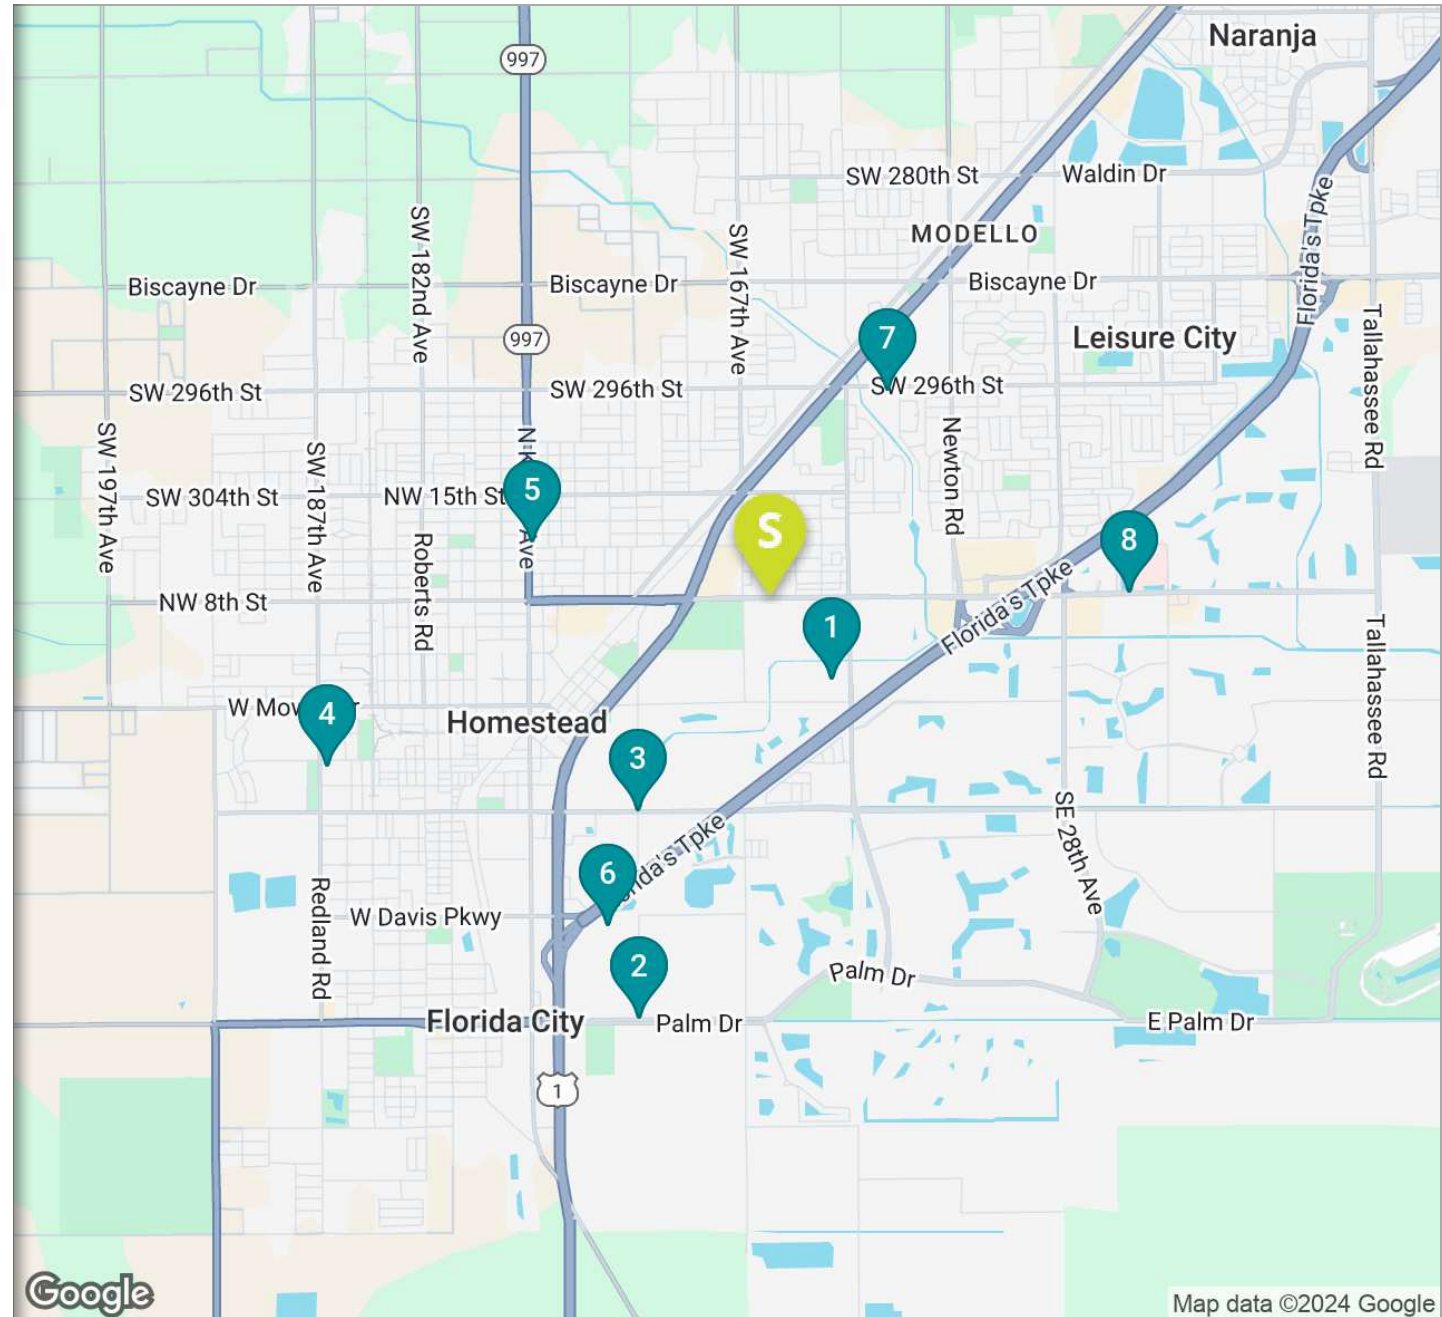 Naranja
997
SW 280th St
Waldin Dr
Florida's Tpke
SW 182nd Ave
SW 167th Ave
MODELLO
Biscayne Dr
Biscayne Dr
Biscayne Dr
997
7
Leisure City
Tallahassee Rd
SW 296th St
SW 296th St
SW 296th St
SW 197th Ave
SW 187th Ave
Newton Rd
SW 304th St
NW 15th St
5
Ave
S
Roberts Rd
8
NW 8th St
Florida's Tpke
1
Tallahassee Rd
4
Homestead
3
SE 28th Ave
6
Redland Rd
W Davis Pkwy
2
Palm Dr
Florida City
Palm Dr
E Palm Dr
1
Google
Map data ©2024 Google